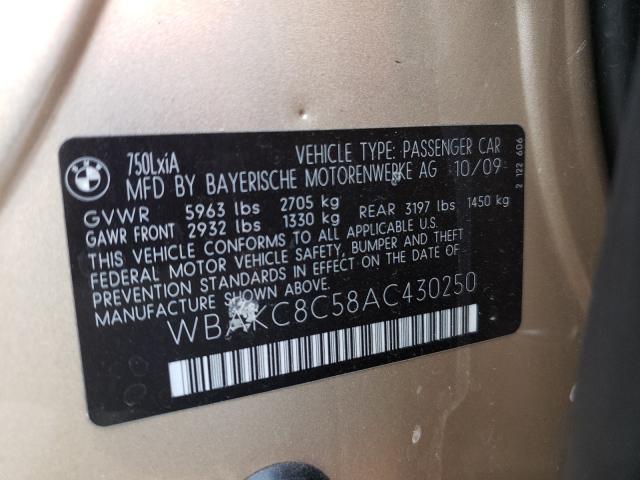 BMW
750LxiA
VEHICLE TYPE: PASSENGER CAR
MFD BY BAYERISCHE MOTORENWERKE AG 10/09
GVWR 5963 lbs 2705 kg
GAWR FRONT 2932 lbs 1330 kg REAR 3197 lbs 1450 kg
THIS VEHICLE CONFORMS TO ALL APPLICABLE U.S.
FEDERAL MOTOR VEHICLE SAFETY, BUMPER AND THEFT
PREVENTION STANDARDS IN EFFECT ON THE DATE OF
MANUFACTURE SHOWN ABOVE.
WBAKC8C58AC430250
2 122 606